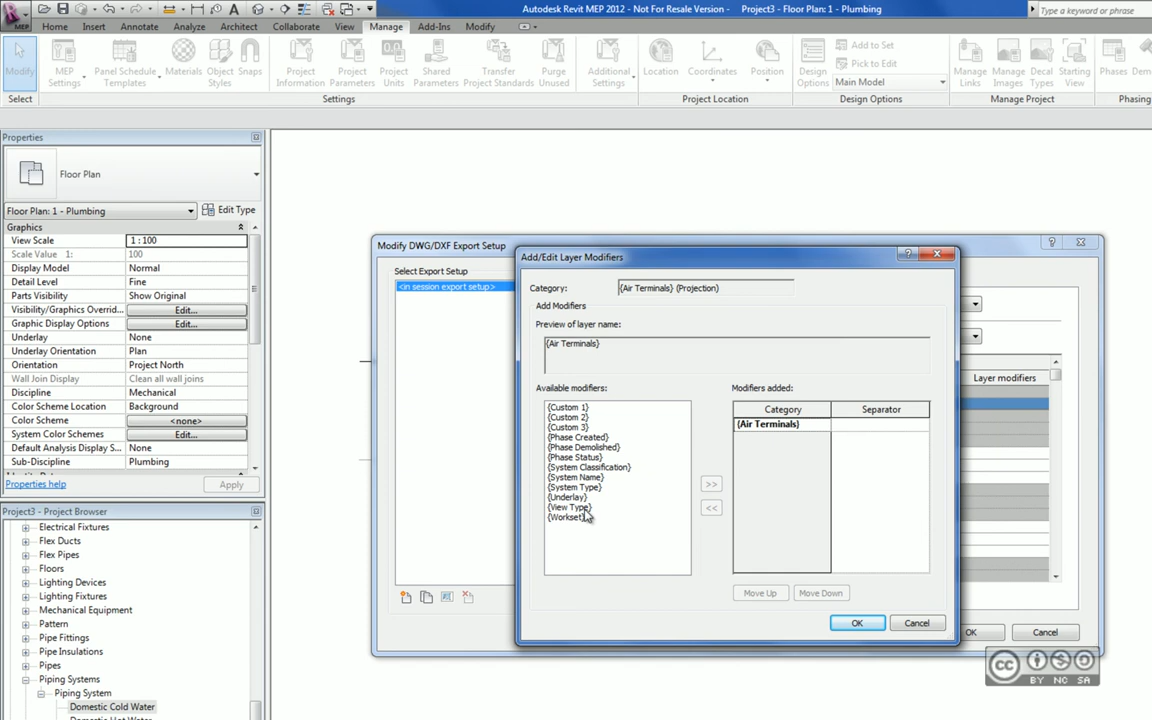 Autodesk Revit MEP 2012 - Not For Resale Version - Project3 - Floor Plan: 1 - Plumbing
Type a keyword or phrase
MEP
Home Insert Annotate Analyze Architect Collaborate View Manage Add-Ins Modify
Modify
MEP Settings
Panel Schedule Templates
Materials
Object Styles
Snaps
Project Information
Project Parameters
Project Units
Shared Parameters
Transfer Project Standards
Purge Unused
Additional Settings
Location
Coordinates
Position
Design Options
Add to Set
Pick to Edit
Main Model
Manage Links
Manage Images
Decal Types
Starting View
Phases
Select
Settings
Project Location
Design Options
Manage Project
Phasing
Properties
Floor Plan
Floor Plan: 1 - Plumbing
Edit Type
Graphics
View Scale 1 : 100
Scale Value 1: 100
Display Model Normal
Detail Level Fine
Parts Visibility Show Original
Visibility/Graphics Overrid... Edit...
Graphic Display Options Edit...
Underlay None
Underlay Orientation Plan
Orientation Project North
Wall Join Display Clean all wall joins
Discipline Mechanical
Color Scheme Location Background
Color Scheme <none>
System Color Schemes Edit...
Default Analysis Display S... None
Sub-Discipline Plumbing
Properties help
Apply
Project3 - Project Browser
Electrical Fixtures
Flex Ducts
Flex Pipes
Floors
Lighting Devices
Lighting Fixtures
Mechanical Equipment
Pattern
Pipe Fittings
Pipe Insulations
Pipes
Piping Systems
Piping System
Domestic Cold Water
Domestic Hot Water
Modify DWG/DXF Export Setup
Select Export Setup
<in session export setup>
Layer modifiers
OK
Cancel
Add/Edit Layer Modifiers
Category: {Air Terminals} (Projection)
Add Modifiers
Preview of layer name:
{Air Terminals}
Available modifiers:
{Custom 1}
{Custom 2}
{Custom 3}
{Phase Created}
{Phase Demolished}
{Phase Status}
{System Classification}
{System Name}
{System Type}
{Underlay}
{View Type}
{Workset}
>>
<<
Modifiers added:
Category Separator
{Air Terminals}
Move Up
Move Down
OK
Cancel
cc
BY NC SA